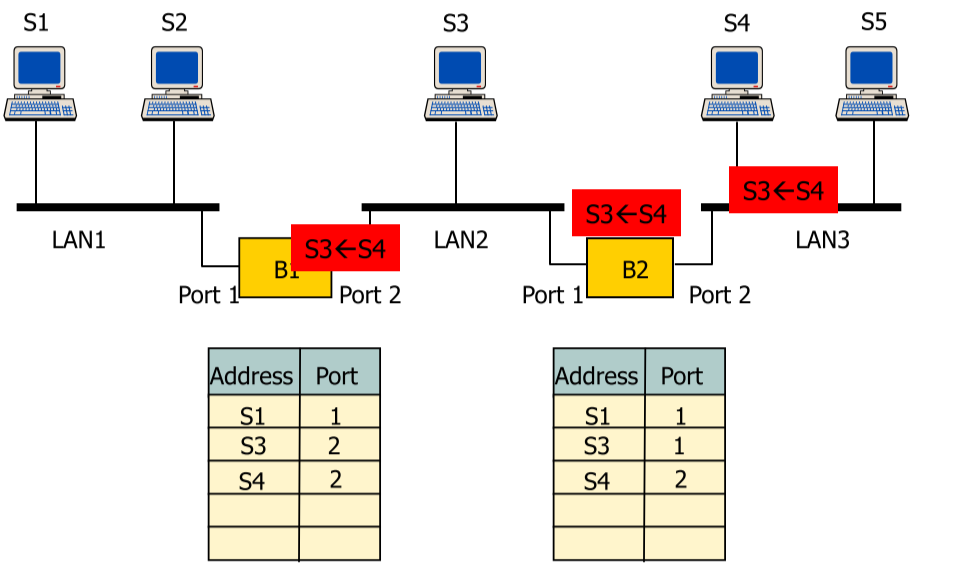 S1 S2 S3 S4 S5
S3←S4
S3←S4
S3←S4
LAN1 LAN2 LAN3
B1 B2
Port 1 Port 2 Port 1 Port 2
Address Port Address Port
S1 1 S1 1
S3 2 S3 1
S4 2 S4 2